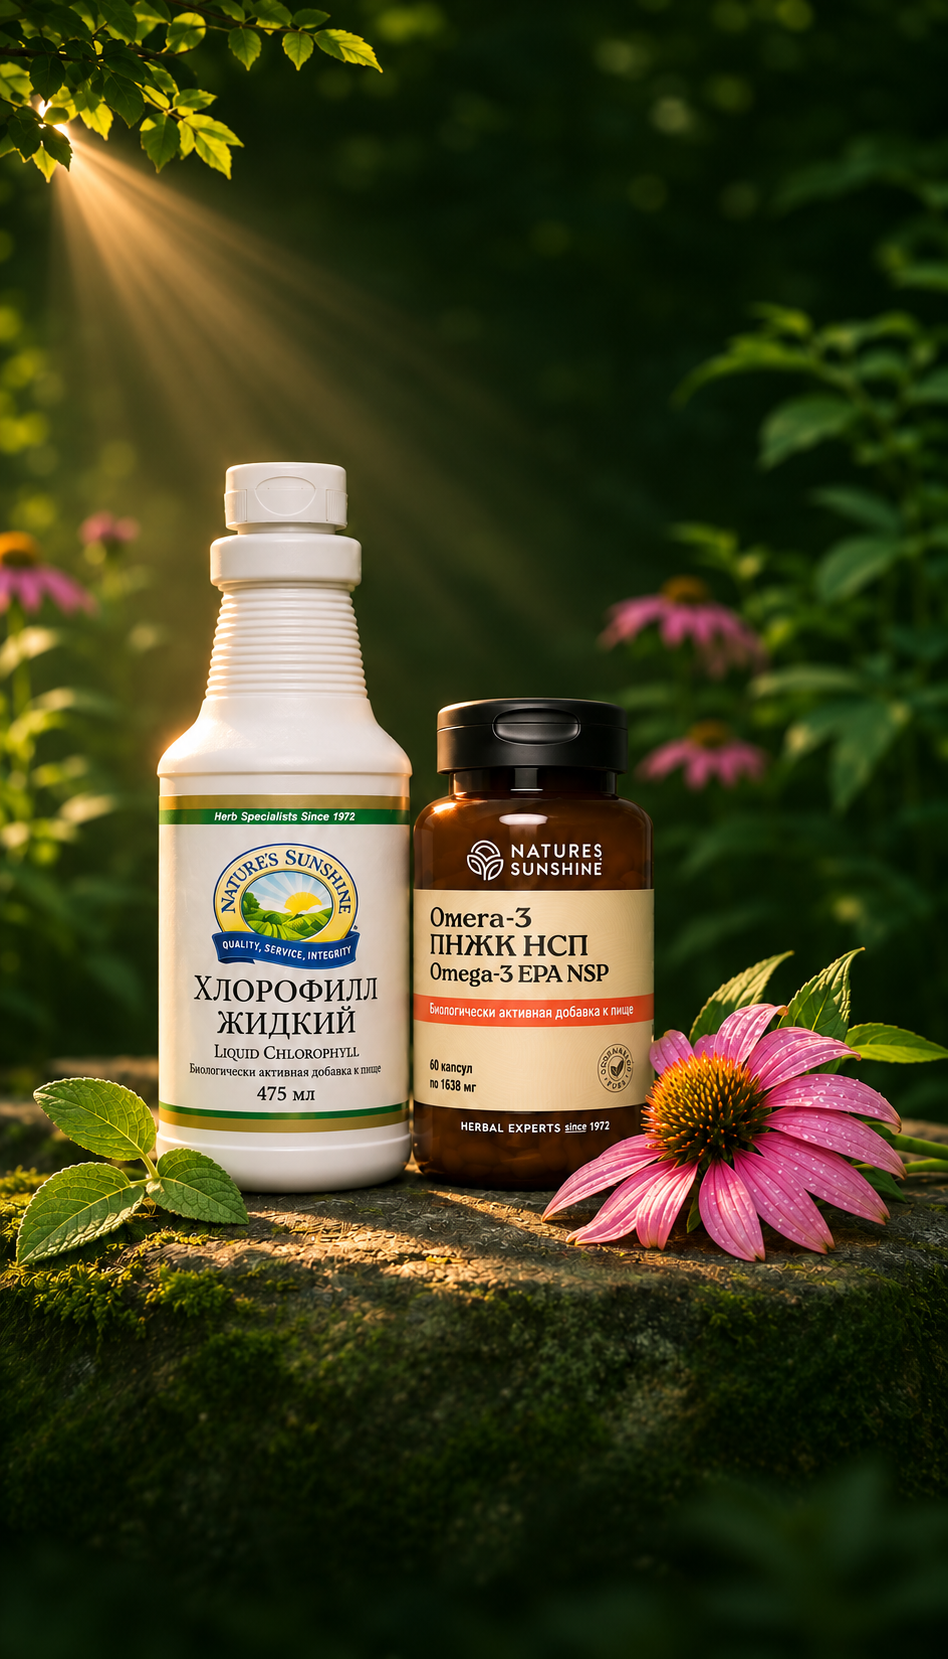 Herb Specialists Since 1972
NATURE'S SUNSHINE
QUALITY, SERVICE, INTEGRITY
ХЛОРОФИЛЛ
ЖИДКИЙ
LIQUID CHLOROPHYLL
Биологически активная добавка к пище
475 мл
NATURES
SUNSHINE
Омега-3
ПНЖК НСП
Omega-3 EPA NSP
Биологически активная добавка к пище
60 капсул
по 1638 мг
HERBAL EXPERTS since 1972